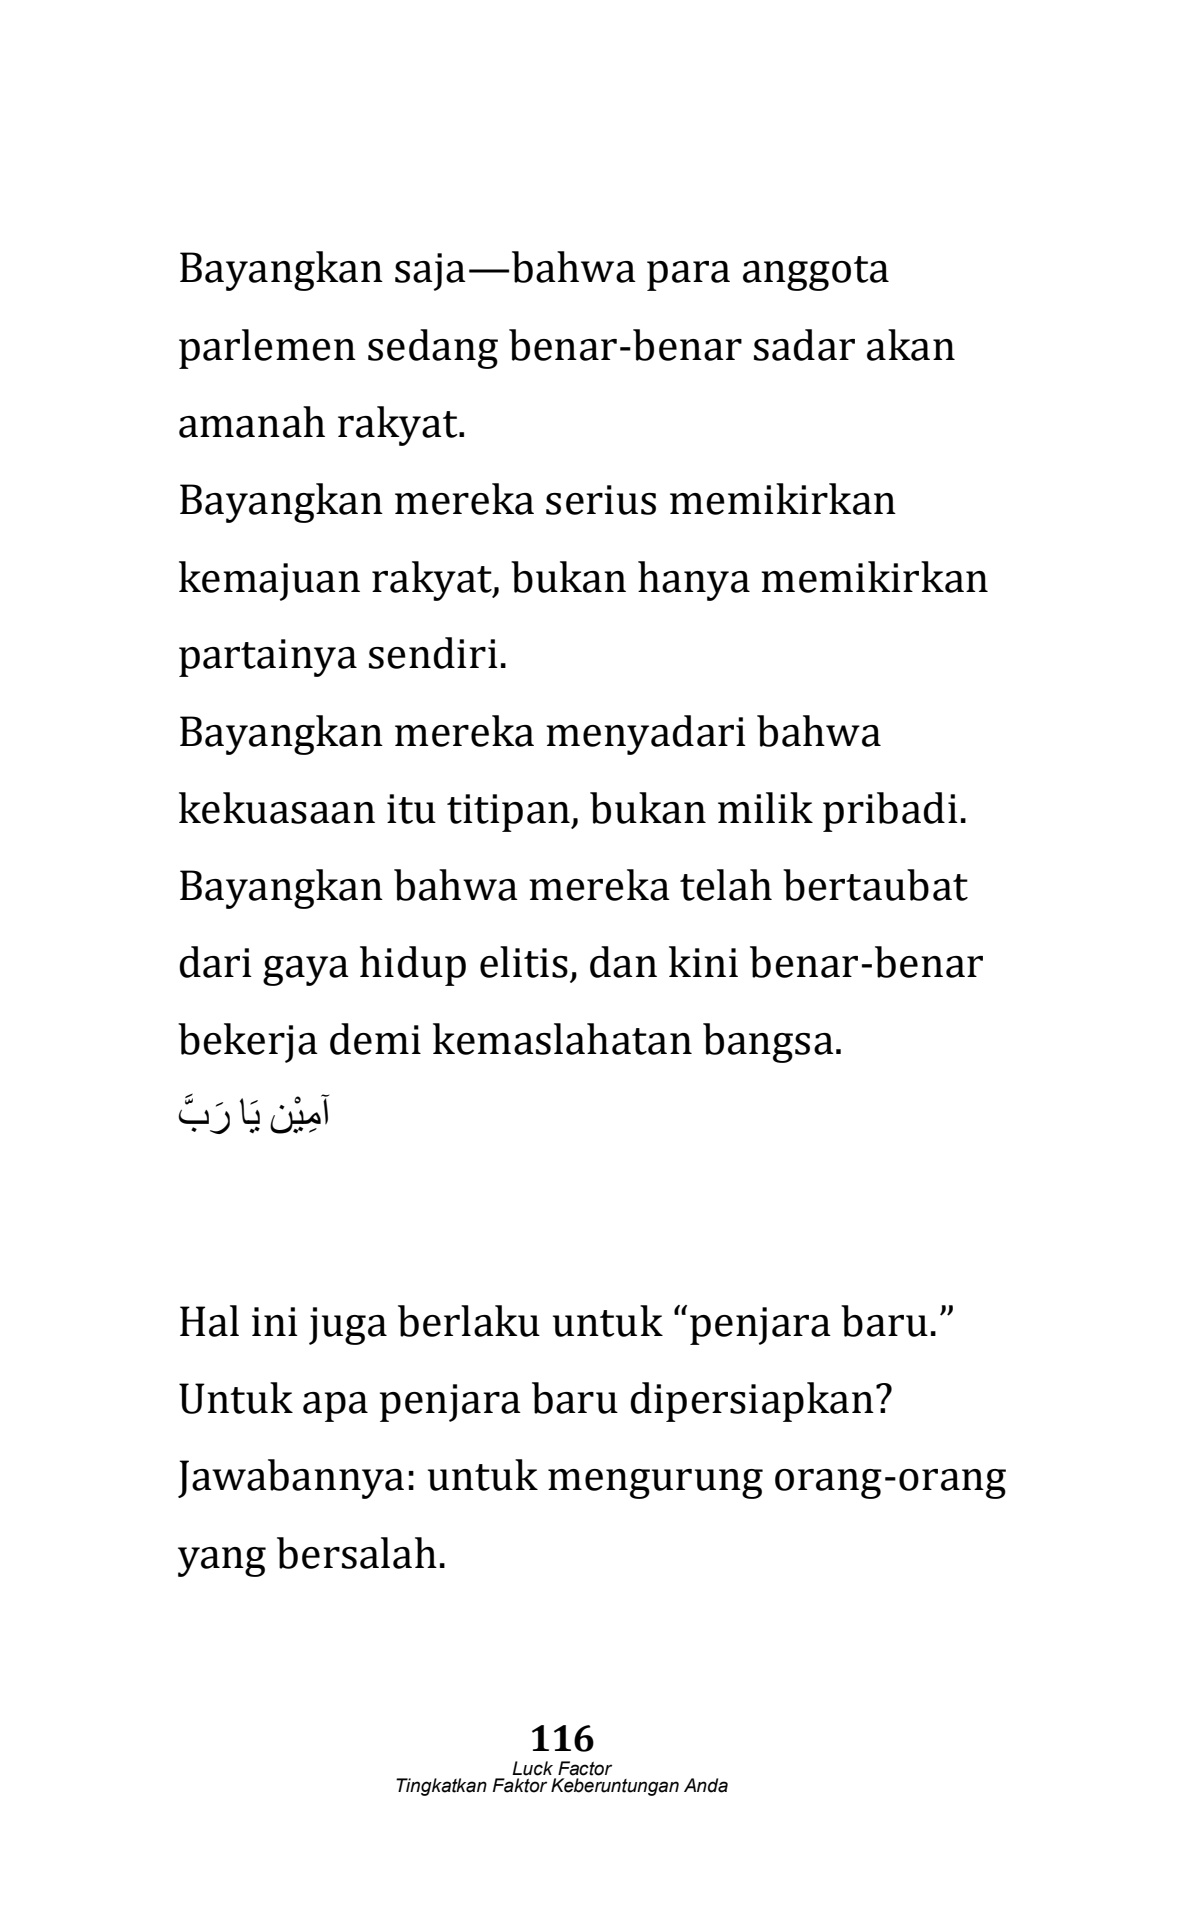 Bayangkan saja—bahwa para anggota
parlemen sedang benar-benar sadar akan
amanah rakyat.
Bayangkan mereka serius memikirkan
kemajuan rakyat, bukan hanya memikirkan
partainya sendiri.
Bayangkan mereka menyadari bahwa
kekuasaan itu titipan, bukan milik pribadi.
Bayangkan bahwa mereka telah bertaubat
dari gaya hidup elitis, dan kini benar-benar
bekerja demi kemaslahatan bangsa.
آمِيْن يَا رَبَّ
Hal ini juga berlaku untuk “penjara baru.”
Untuk apa penjara baru dipersiapkan?
Jawabannya: untuk mengurung orang-orang
yang bersalah.
116
Luck Factor
Tingkatkan Faktor Keberuntungan Anda